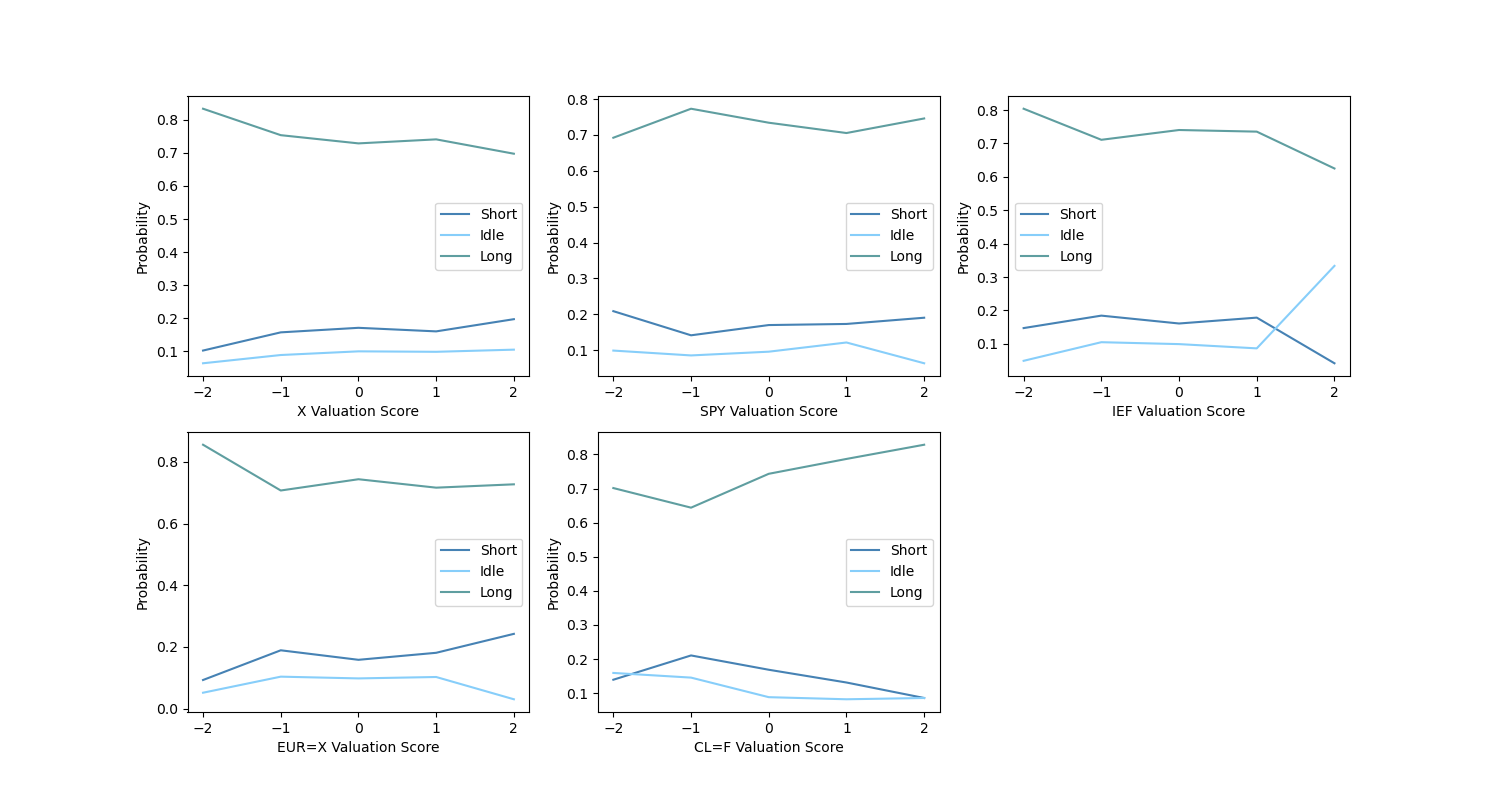 0.8
0.7
0.6
0.5
0.4
0.3
0.2
0.1
Probability
−2 −1 0 1 2
X Valuation Score
Short
Idle
Long
0.8
0.7
0.6
0.5
0.4
0.3
0.2
0.1
Probability
−2 −1 0 1 2
SPY Valuation Score
Short
Idle
Long
0.8
0.7
0.6
0.5
0.4
0.3
0.2
0.1
Probability
−2 −1 0 1 2
IEF Valuation Score
Short
Idle
Long
0.8
0.6
0.4
0.2
0.0
Probability
−2 −1 0 1 2
EUR=X Valuation Score
Short
Idle
Long
0.8
0.7
0.6
0.5
0.4
0.3
0.2
0.1
Probability
−2 −1 0 1 2
CL=F Valuation Score
Short
Idle
Long